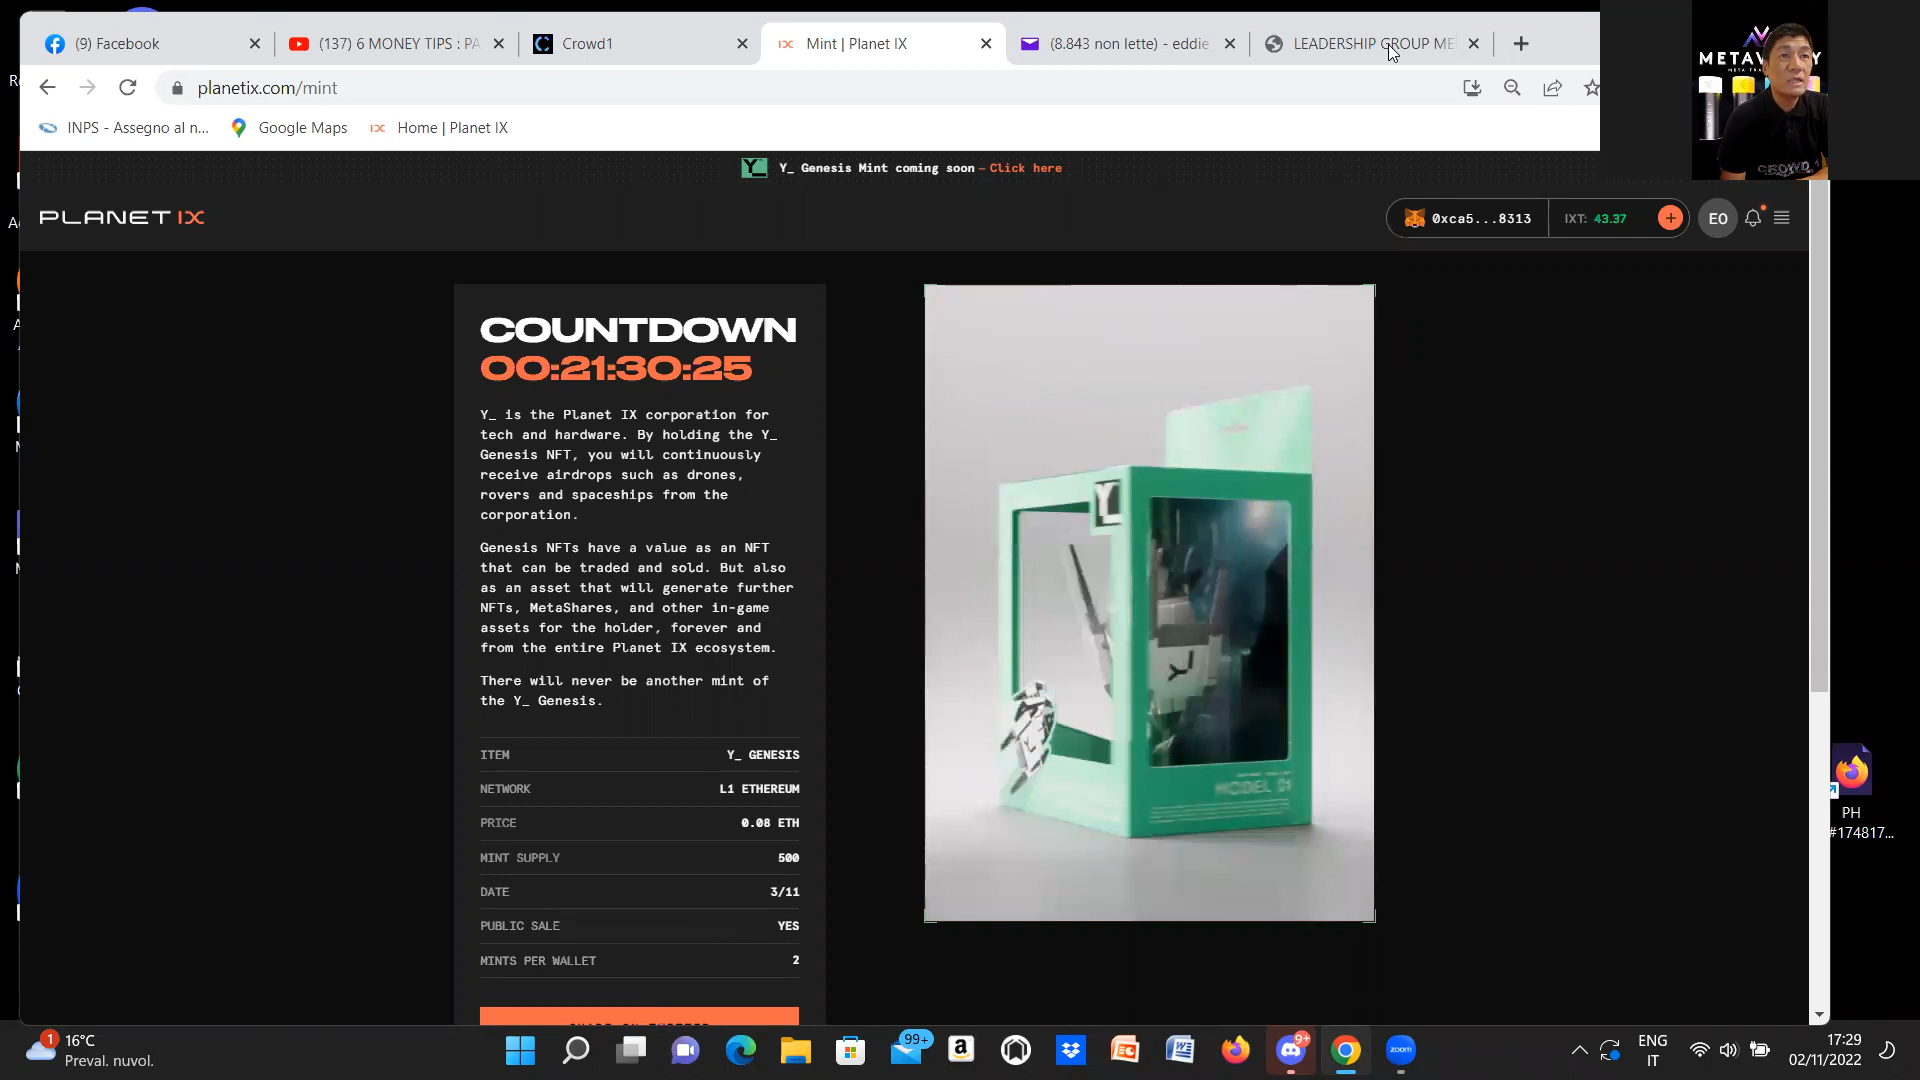 (9) Facebook
(137) 6 MONEY TIPS : PA
Crowd1
Mint | Planet IX
(8.843 non lette) - eddie
LEADERSHIP GROUP ME
planetix.com/mint
INPS - Assegno al n...
Google Maps
Home | Planet IX
Y_ Genesis Mint coming soon – Click here
PLANET IX
0xca5...8313
IXT: 43.37
EO
COUNTDOWN
00:21:30:25
Y_ is the Planet IX corporation for
tech and hardware. By holding the Y_
Genesis NFT, you will continuously
receive airdrops such as drones,
rovers and spaceships from the
corporation.
Genesis NFTs have a value as an NFT
that can be traded and sold. But also
as an asset that will generate further
NFTs, MetaShares, and other in-game
assets for the holder, forever and
from the entire Planet IX ecosystem.
There will never be another mint of
the Y_ Genesis.
ITEM Y_ GENESIS
NETWORK L1 ETHEREUM
PRICE 0.08 ETH
MINT SUPPLY 500
DATE 3/11
PUBLIC SALE YES
MINTS PER WALLET 2
Y_
MODEL 01
CROWD1
PH
#174817...
1
16°C
Preval. nuvol.
99+
9+
zoom
ENG
IT
17:29
02/11/2022